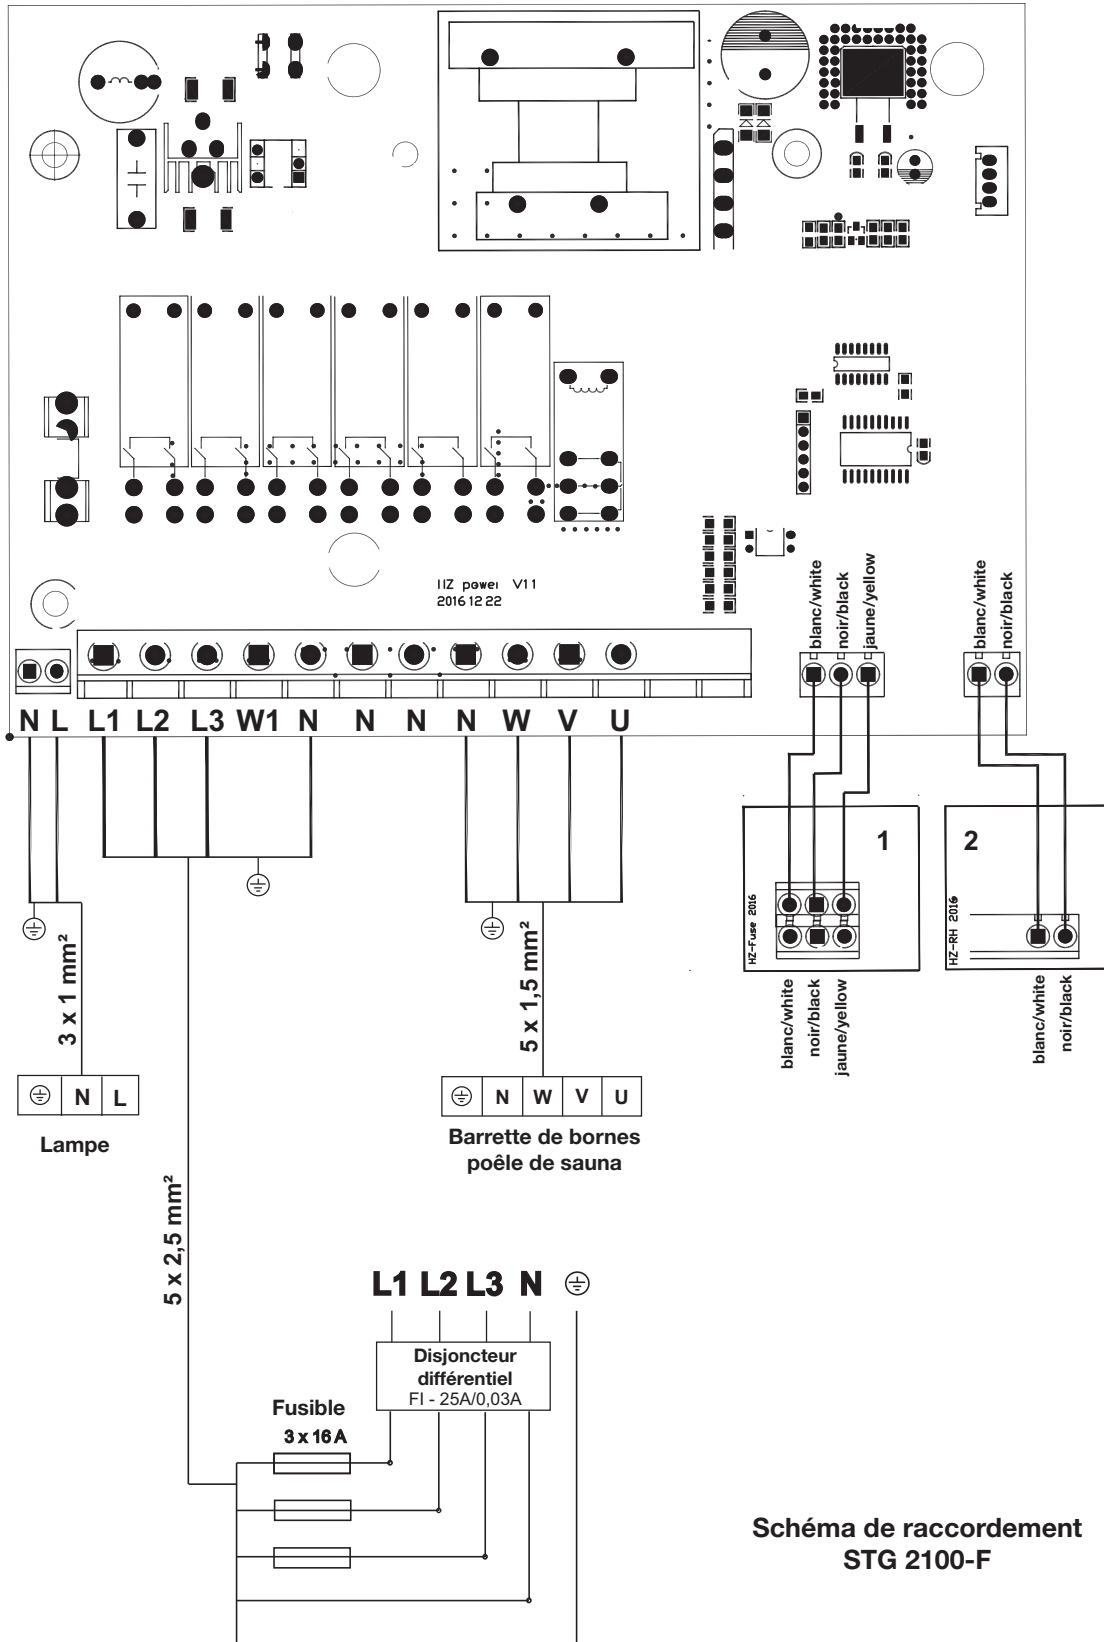 HZ power V11
2016 12 22
blanc/white
noir/black
jaune/yellow
blanc/white
noir/black
N L L1 L2 L3 W1 N N N N W V U
1
2
HZ-Fuse 2016
HZ-RH 2016
blanc/white
noir/black
jaune/yellow
blanc/white
noir/black
3 x 1 mm²
5 x 1,5 mm²
N L
Lampe
N W V U
Barrette de bornes
poêle de sauna
5 x 2,5 mm²
L1 L2 L3 N
Disjoncteur
différentiel
FI - 25A/0,03A
Fusible
3 x 16 A
Schéma de raccordement
STG 2100-F